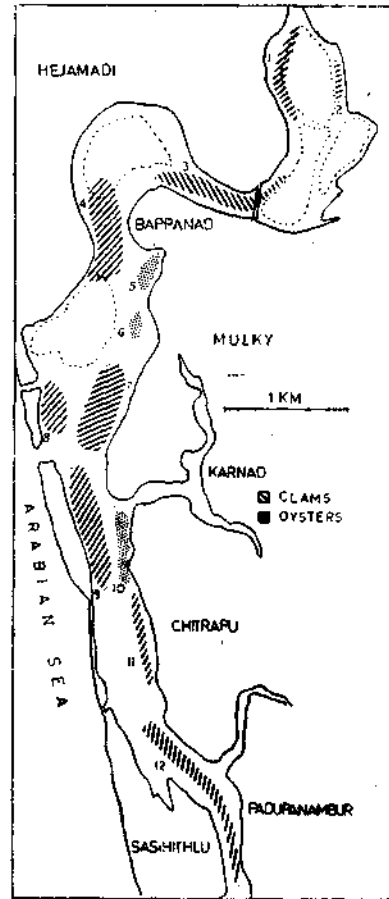 HEJAMADI
1
2
3
4
BAPPANAD
5
6
MULKY
7
1 KM
8
KARNAD
CLAMS
OYSTERS
ARABIAN SEA
9
10
CHITRAPU
11
12
PADUPANAMBUR
SASIHITHLU